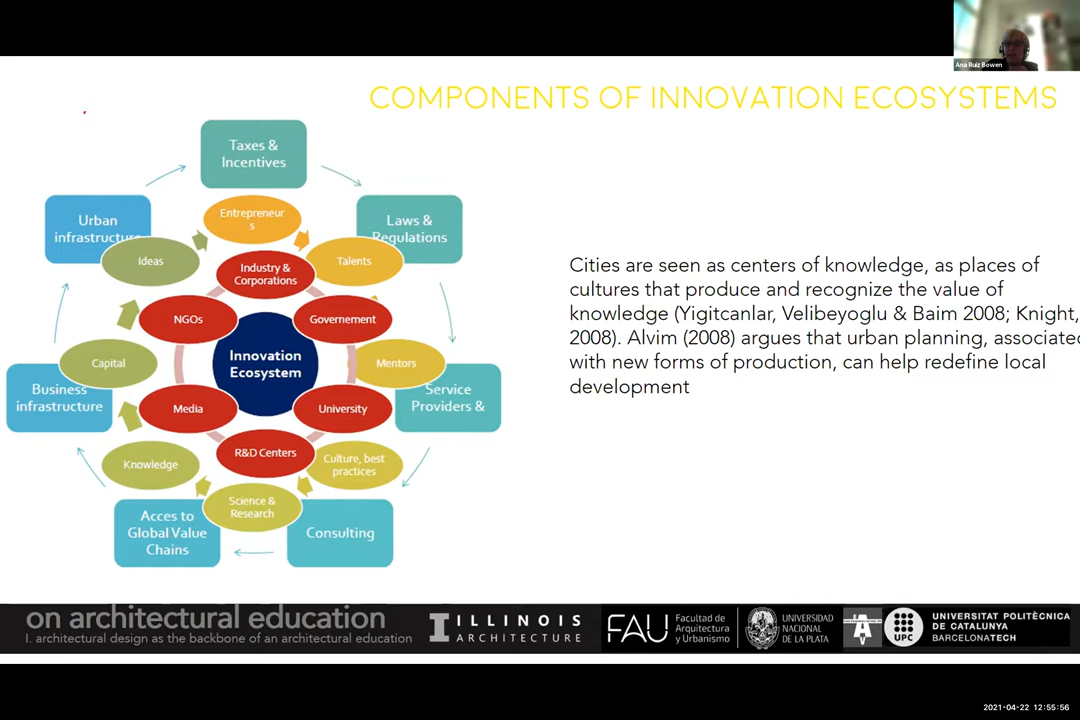 Ana Ruiz Bowen
COMPONENTS OF INNOVATION ECOSYSTEMS
Taxes &
Incentives
Urban
infrastructure
Laws &
Regulations
Entrepreneur
s
Ideas
Talents
Industry &
Corporations
NGOs
Governement
Innovation
Ecosystem
Capital
Mentors
Business
infrastructure
Service
Providers &
Media
University
R&D Centers
Knowledge
Culture, best
practices
Science &
Research
Acces to
Global Value
Chains
Consulting
Cities are seen as centers of knowledge, as places of
cultures that produce and recognize the value of
knowledge (Yigitcanlar, Velibeyoglu & Baim 2008; Knight,
2008). Alvim (2008) argues that urban planning, associated
with new forms of production, can help redefine local
development
on architectural education
I. architectural design as the backbone of an architectural education
ILLINOIS
ARCHITECTURE
FAU
Facultad de
Arquitectura
y Urbanismo
UNIVERSIDAD
NACIONAL
DE LA PLATA
UPC
UNIVERSITAT POLITÈCNICA
DE CATALUNYA
BARCELONATECH
2021-04-22 12:55:56